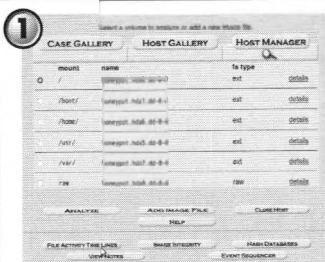 1
Select a volume to analyze or add a new image file.
CASE GALLERY HOST GALLERY HOST MANAGER
mount name fs type
/ ext details
/boot/ ext details
/home/ ext details
/usr/ ext details
/var/ ext details
raw raw details
ANALYZE ADD IMAGE FILE CLOSE HOST
HELP
FILE ACTIVITY TIME LINES IMAGE INTEGRITY HASH DATABASES
VIEW NOTES EVENT SEQUENCER